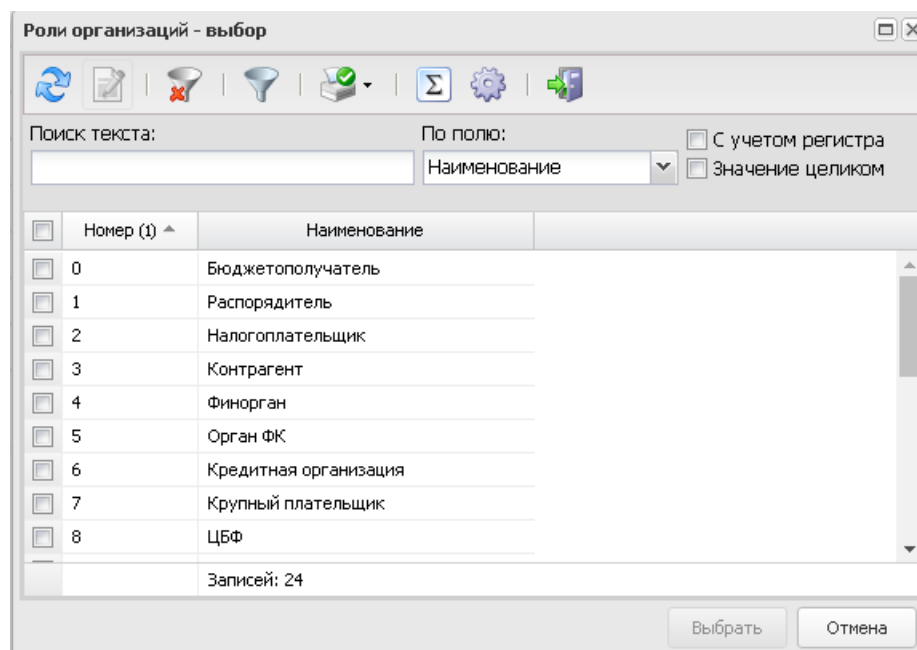 Роли организаций - выбор
Поиск текста:
По полю:
Наименование
С учетом регистра
Значение целиком
Номер (1) Наименование
0 Бюджетополучатель
1 Распорядитель
2 Налогоплательщик
3 Контрагент
4 Финорган
5 Орган ФК
6 Кредитная организация
7 Крупный плательщик
8 ЦБФ
Записей: 24
Выбрать Отмена